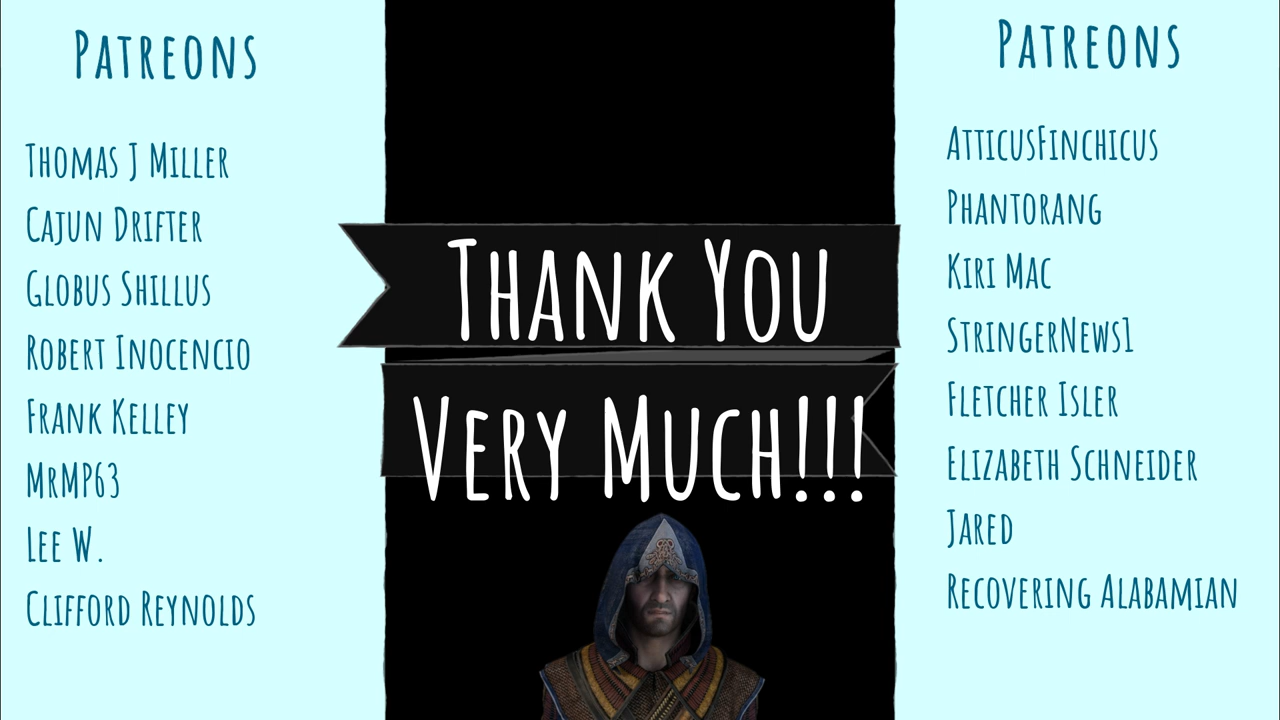 Patreons
Thomas J Miller
Cajun Drifter
Globus Shillus
Robert Inocencio
Frank Kelley
MrMP63
Lee W.
Clifford Reynolds
Thank You
Very Much!!!
Patreons
AtticusFinchicus
Phantorang
Kiri Mac
StringerNews1
Fletcher Isler
Elizabeth Schneider
Jared
Recovering Alabamian